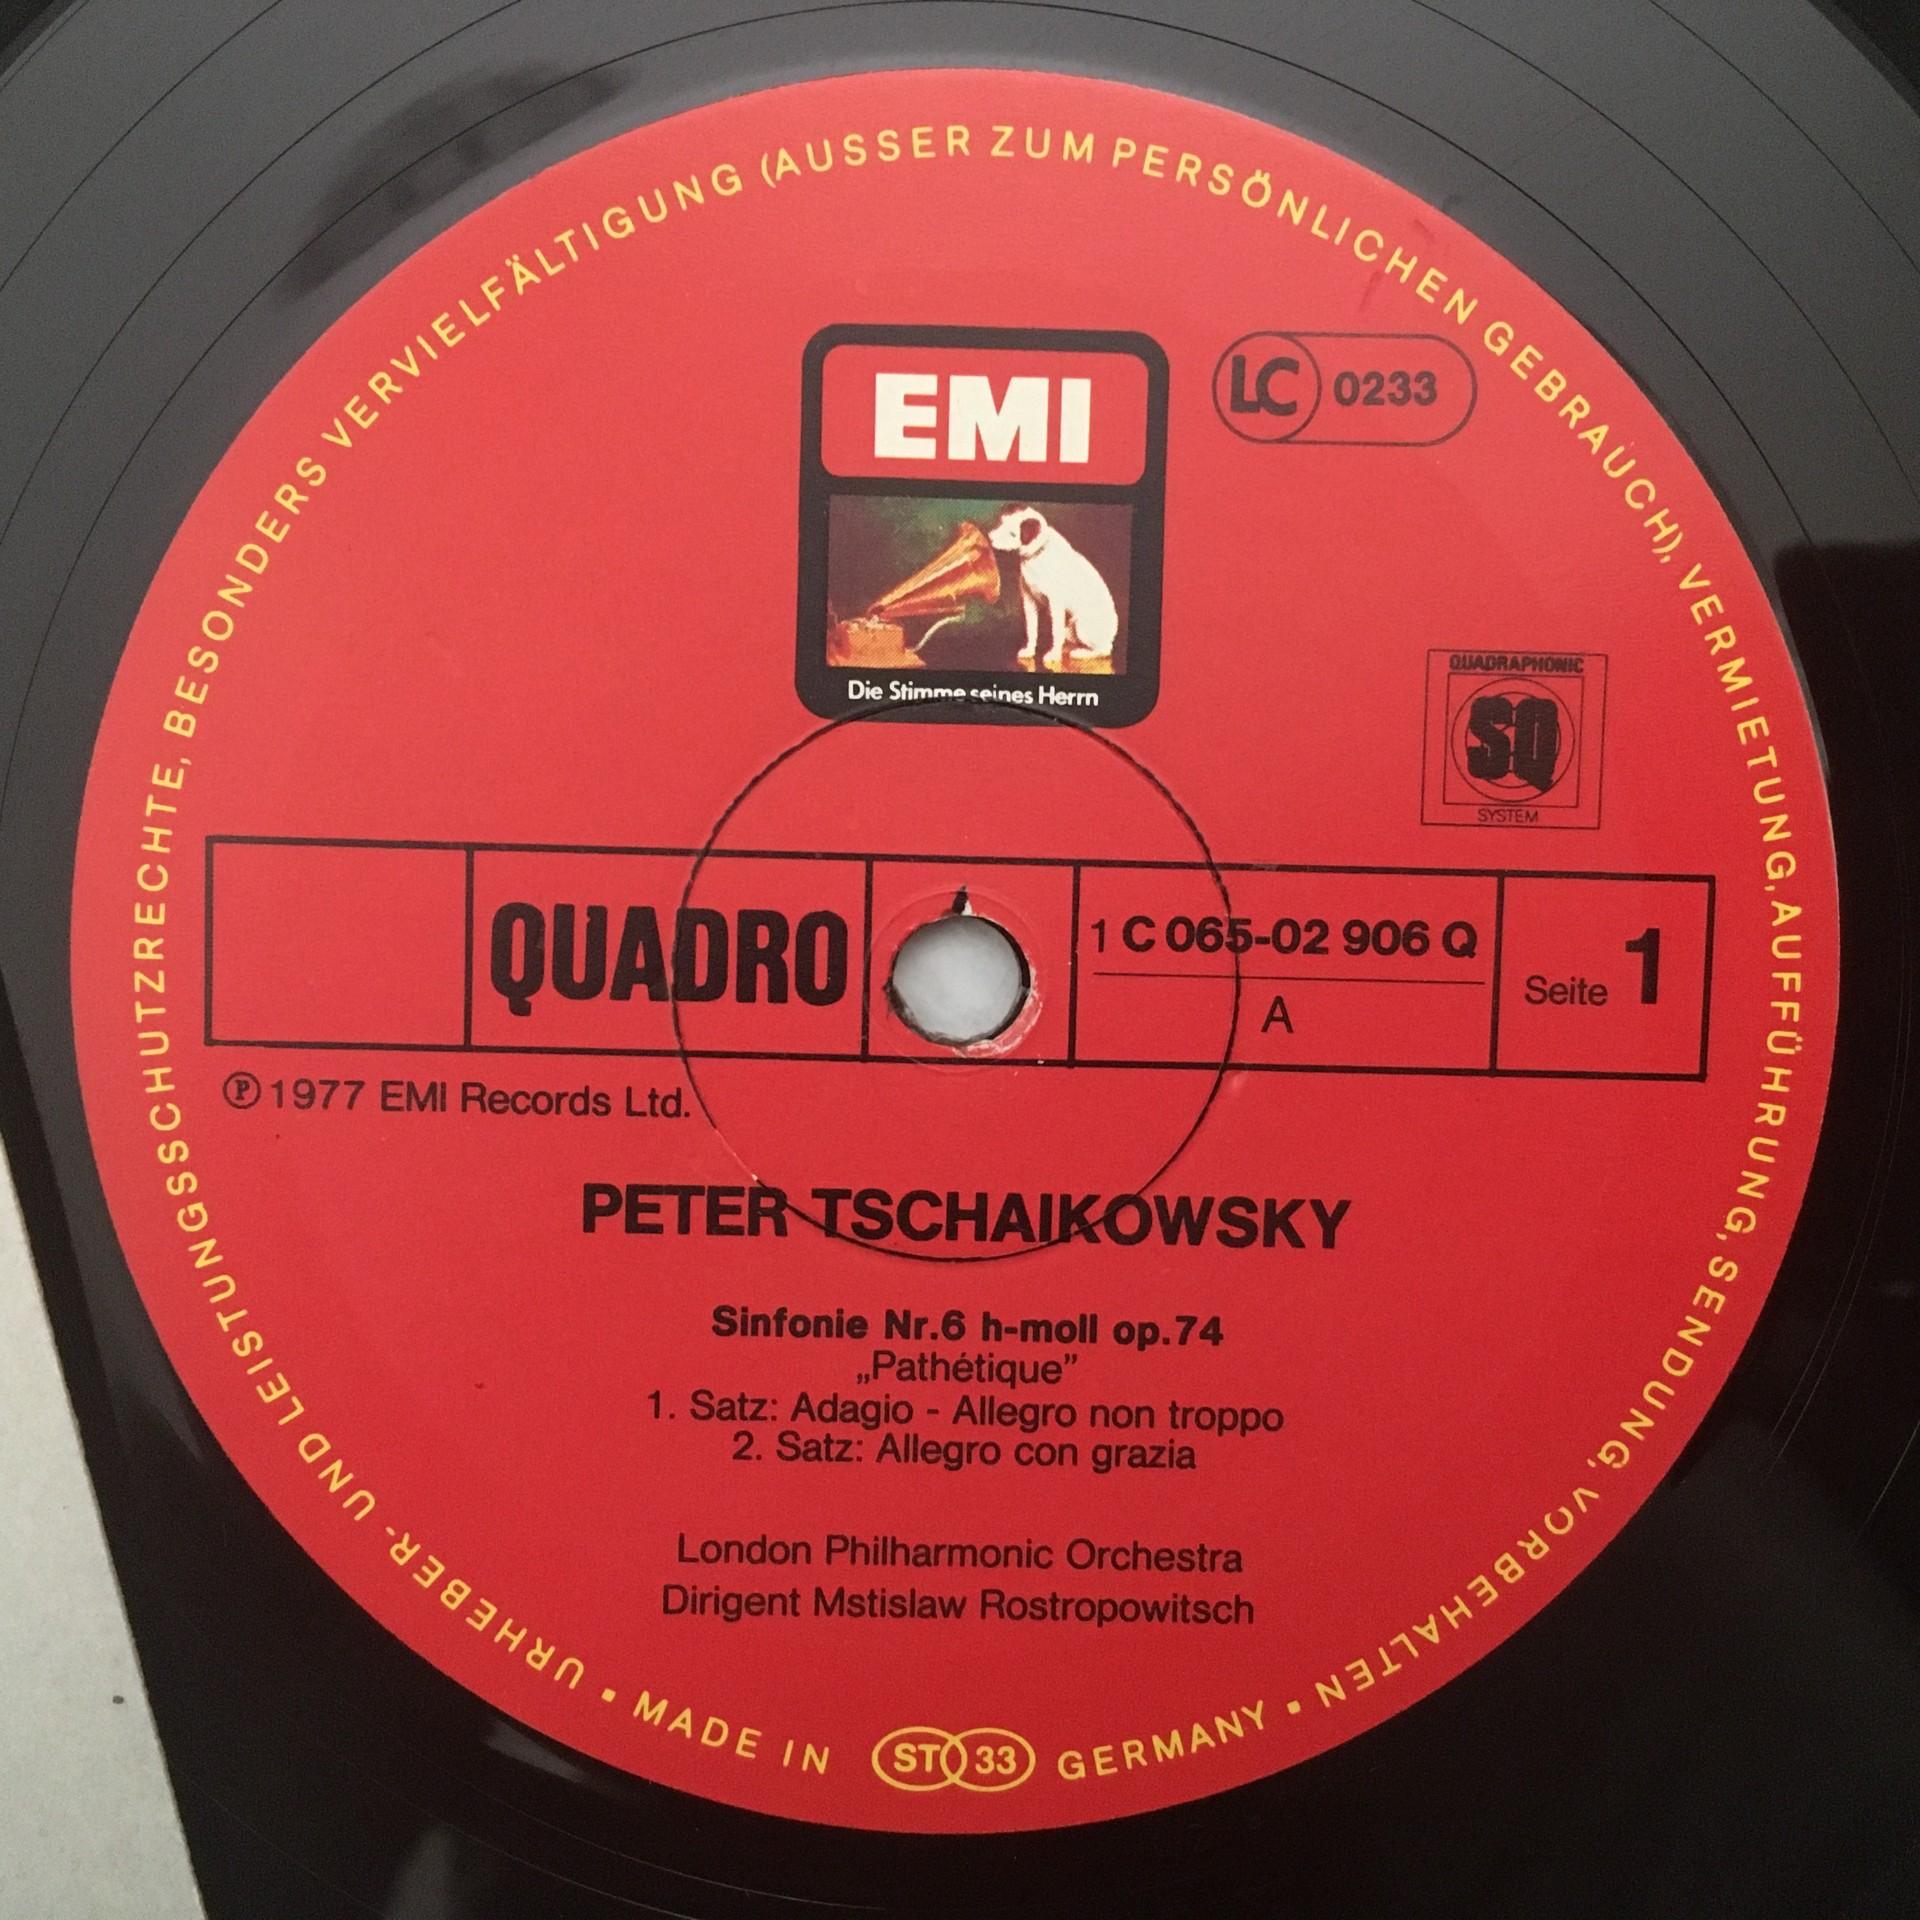 URHEBER- UND LEISTUNGSSCHUTZRECHTE, BESONDERS VERVIELFÄLTIGUNG (AUSSER ZUM PERSÖNLICHEN GEBRAUCH), VERMIETUNG, AUFFÜHRUNG, SENDUNG, VORBEHALTEN • MADE IN ST 33 GERMANY •
EMI
LC 0233
Die Stimme seines Herrn
QUADRAPHONIC
SQ
SYSTEM
QUADRO
1 C 065-02 906 Q
A
Seite 1
℗ 1977 EMI Records Ltd.
PETER TSCHAIKOWSKY
Sinfonie Nr.6 h-moll op.74
„Pathétique”
1. Satz: Adagio - Allegro non troppo
2. Satz: Allegro con grazia
London Philharmonic Orchestra
Dirigent Mstislaw Rostropowitsch